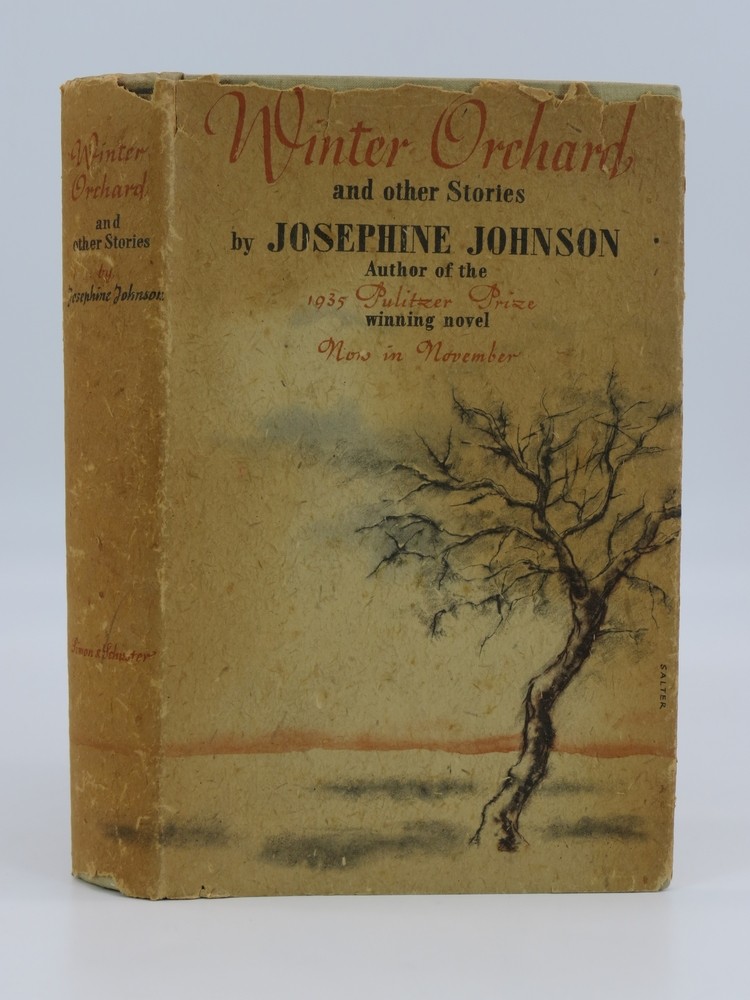 Winter
Orchard
and
other Stories
by
Josephine Johnson
Simon & Schuster
Winter Orchard
and other Stories
by JOSEPHINE JOHNSON
Author of the
1935 Pulitzer Prize
winning novel
Now in November
SALTER